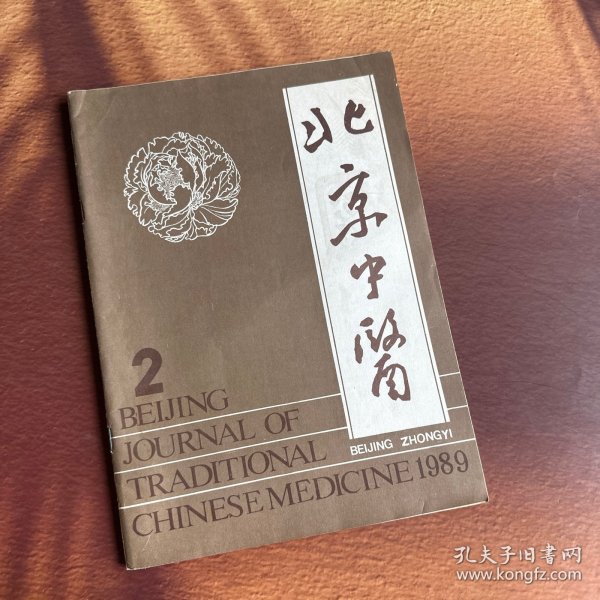 北京中醫
BEIJING ZHONGYI
2
BEIJING
JOURNAL OF
TRADITIONAL
CHINESE MEDICINE 1989
孔夫子旧书网
www.kongfz.com